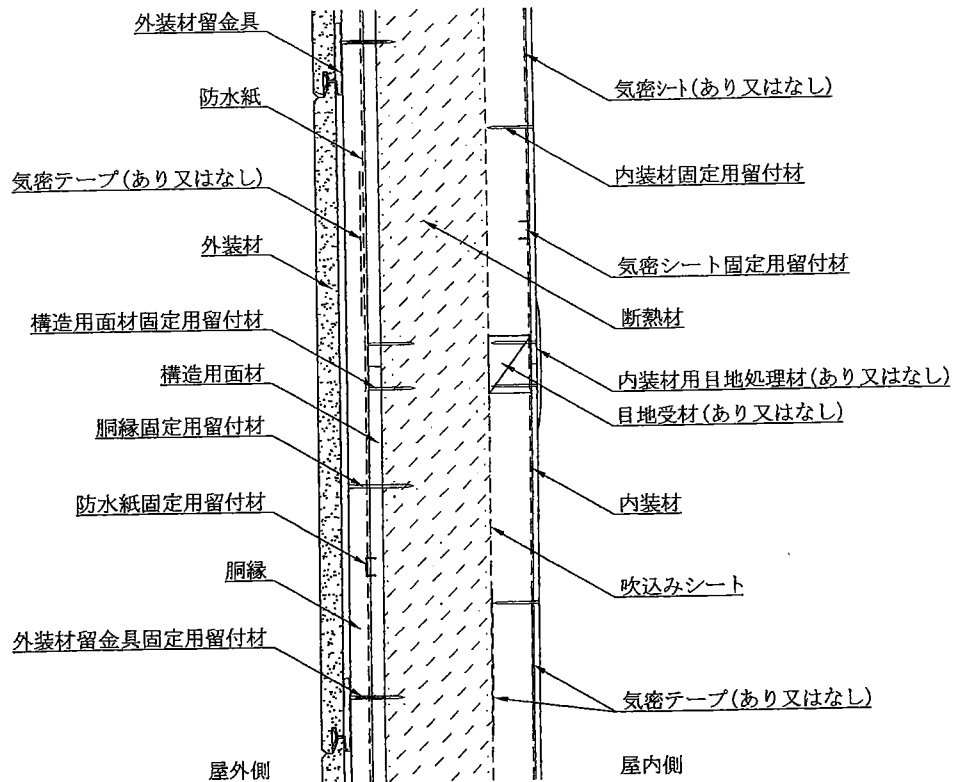 外装材留金具
防水紙
気密テープ(あり又はなし)
外装材
構造用面材固定用留付材
構造用面材
胴縁固定用留付材
防水紙固定用留付材
胴縁
外装材留金具固定用留付材
屋外側
気密シート(あり又はなし)
内装材固定用留付材
気密シート固定用留付材
断熱材
内装材用目地処理材(あり又はなし)
目地受材(あり又はなし)
内装材
吹込みシート
気密テープ(あり又はなし)
屋内側